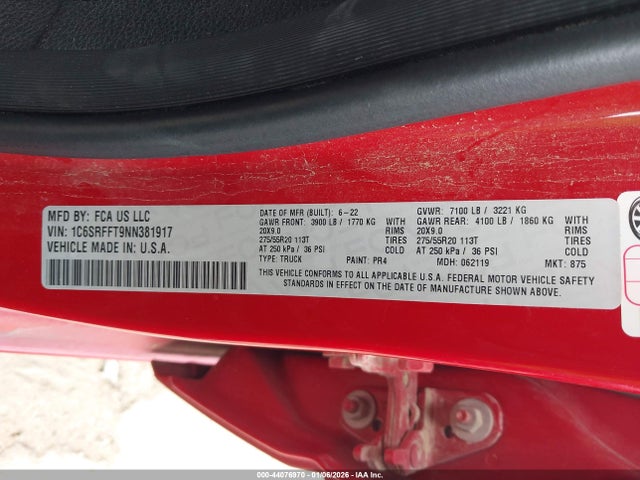 MFD BY: FCA US LLC
VIN: 1C6SRFFT9NN381917
VEHICLE MADE IN U.S.A.
DATE OF MFR (BUILT): 6-22 GVWR: 7100 LB / 3221 KG
GAWR FRONT: 3900 LB / 1770 KG WITH GAWR REAR: 4100 LB / 1860 KG WITH
20X9.0 RIMS 20X9.0 RIMS
275/55R20 113T TIRES 275/55R20 113T TIRES
AT 250 kPa / 36 PSI COLD AT 250 kPa / 36 PSI COLD
TYPE: TRUCK PAINT: PR4 MDH: 062119 MKT: 875
THIS VEHICLE CONFORMS TO ALL APPLICABLE U.S.A. FEDERAL MOTOR VEHICLE SAFETY
STANDARDS IN EFFECT ON THE DATE OF MANUFACTURE SHOWN ABOVE.
000-44076970 - 01/06/2026 - IAAI.COM